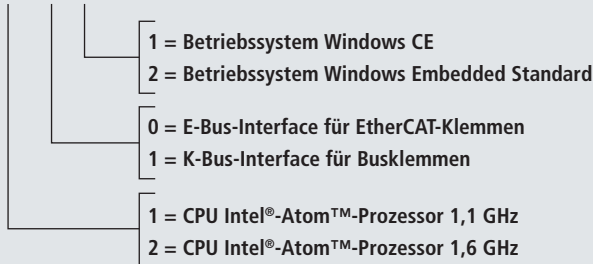 1 = Betriebssystem Windows CE
2 = Betriebssystem Windows Embedded Standard
0 = E-Bus-Interface für EtherCAT-Klemmen
1 = K-Bus-Interface für Busklemmen
1 = CPU Intel®-Atom™-Prozessor 1,1 GHz
2 = CPU Intel®-Atom™-Prozessor 1,6 GHz